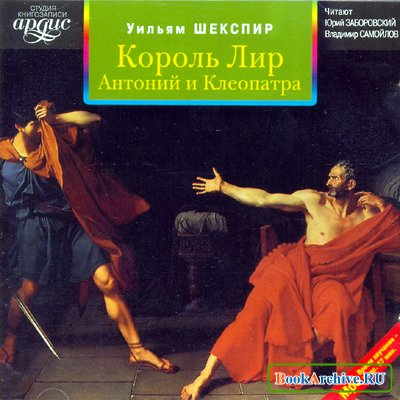 СТУДИЯ
КНИГОЗАПИСИ
ардис
Уильям ШЕКСПИР
Король Лир
Антоний и Клеопатра
Читают
Юрий ЗАБОРОВСКИЙ
Владимир САМОЙЛОВ
BookArchive.RU